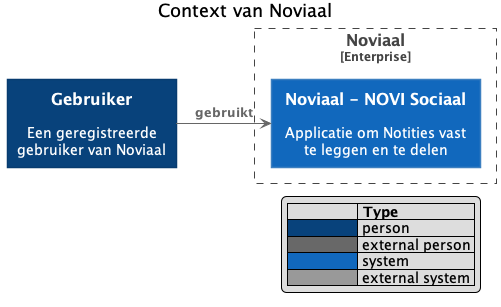 Context van Noviaal
Noviaal
[Enterprise]
Gebruiker
Een geregistreerde
gebruiker van Noviaal
gebruikt
Noviaal - NOVI Sociaal
Applicatie om Notities vast
te leggen en te delen
Type
person
external person
system
external system